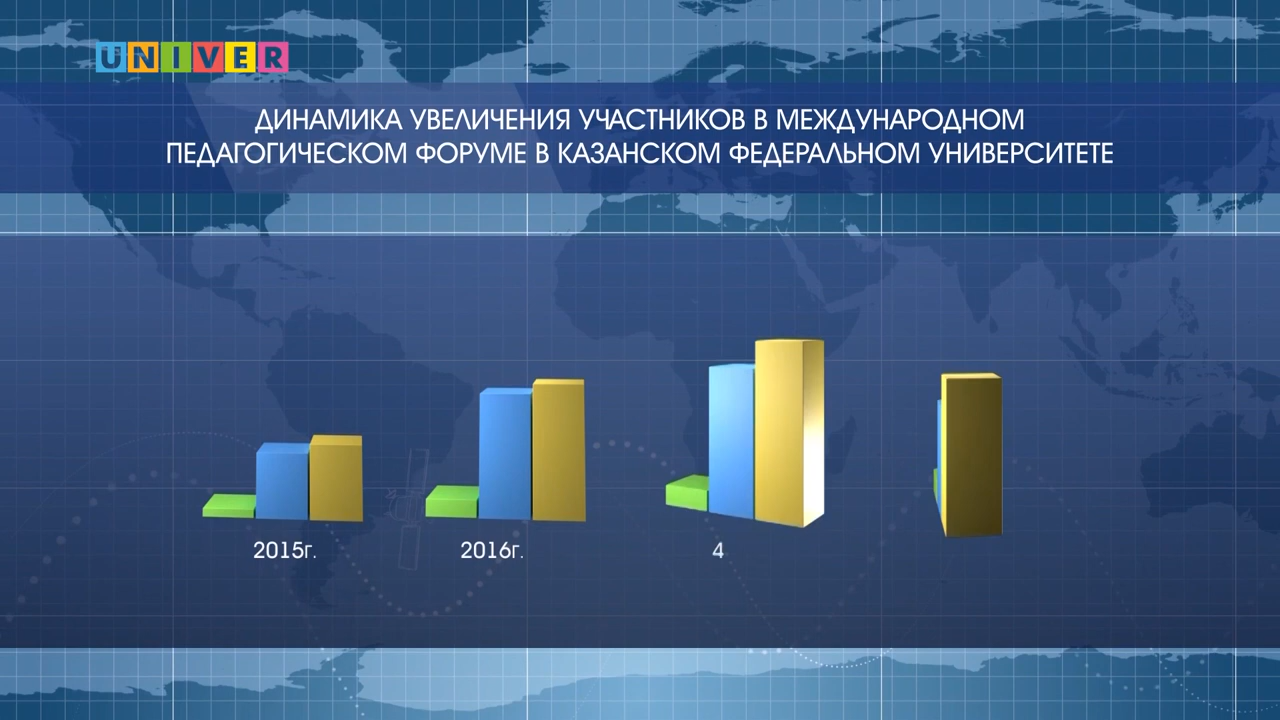 UNIVER
ДИНАМИКА УВЕЛИЧЕНИЯ УЧАСТНИКОВ В МЕЖДУНАРОДНОМ
ПЕДАГОГИЧЕСКОМ ФОРУМЕ В КАЗАНСКОМ ФЕДЕРАЛЬНОМ УНИВЕРСИТЕТЕ
2015г. 2016г. 4